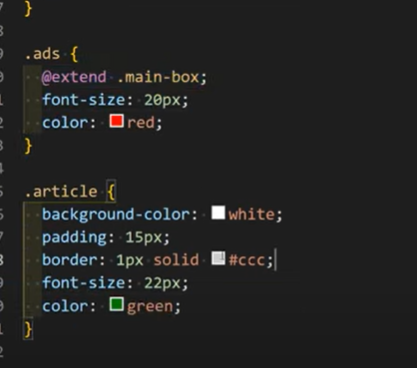 }
.ads {
@extend .main-box;
font-size: 20px;
color: red;
}
.article {
background-color: white;
padding: 15px;
border: 1px solid #ccc;
font-size: 22px;
color: green;
}